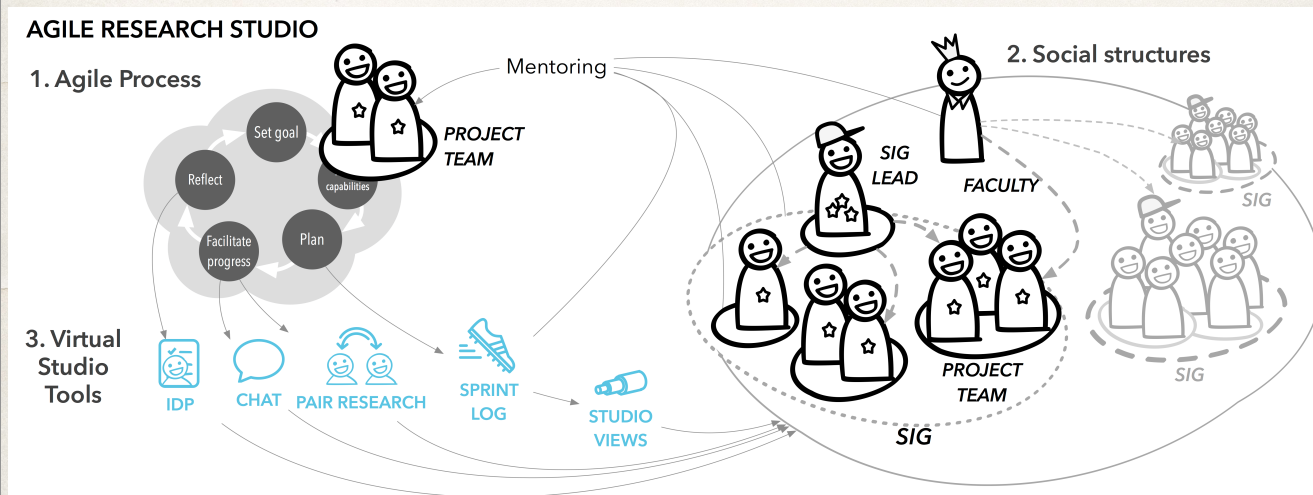 AGILE RESEARCH STUDIO
1. Agile Process
Set goal
capabilities
Plan
Facilitate
progress
Reflect
PROJECT
TEAM
Mentoring
2. Social structures
FACULTY
SIG
LEAD
PROJECT
TEAM
SIG
SIG
SIG
3. Virtual
Studio
Tools
IDP
CHAT
PAIR RESEARCH
SPRINT
LOG
STUDIO
VIEWS